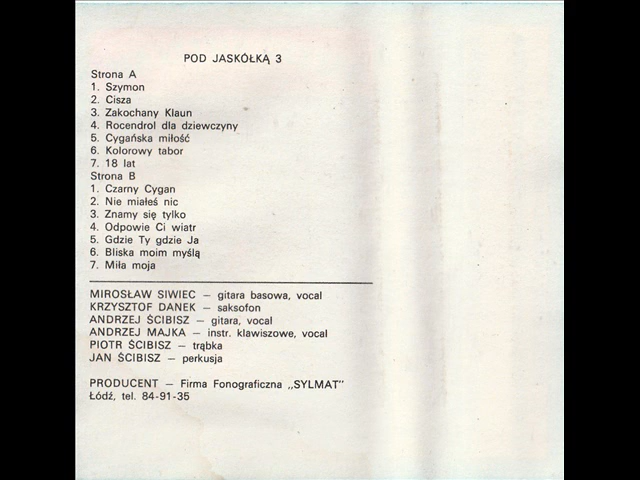 POD JASKÓŁKĄ 3
Strona A
1. Szymon
2. Cisza
3. Zakochany Klaun
4. Rocendrol dla dziewczyny
5. Cygańska miłość
6. Kolorowy tabor
7. 18 lat
Strona B
1. Czarny Cygan
2. Nie miałeś nic
3. Znamy się tylko
4. Odpowie Ci wiatr
5. Gdzie Ty gdzie Ja
6. Bliska moim myślą
7. Miła moja
MIROSŁAW SIWIEC – gitara basowa, vocal
KRZYSZTOF DANEK – saksofon
ANDRZEJ ŚCIBISZ – gitara, vocal
ANDRZEJ MAJKA – instr. klawiszowe, vocal
PIOTR ŚCIBISZ – trąbka
JAN ŚCIBISZ – perkusja
PRODUCENT – Firma Fonograficzna „SYLMAT”
Łódź, tel. 84-91-35